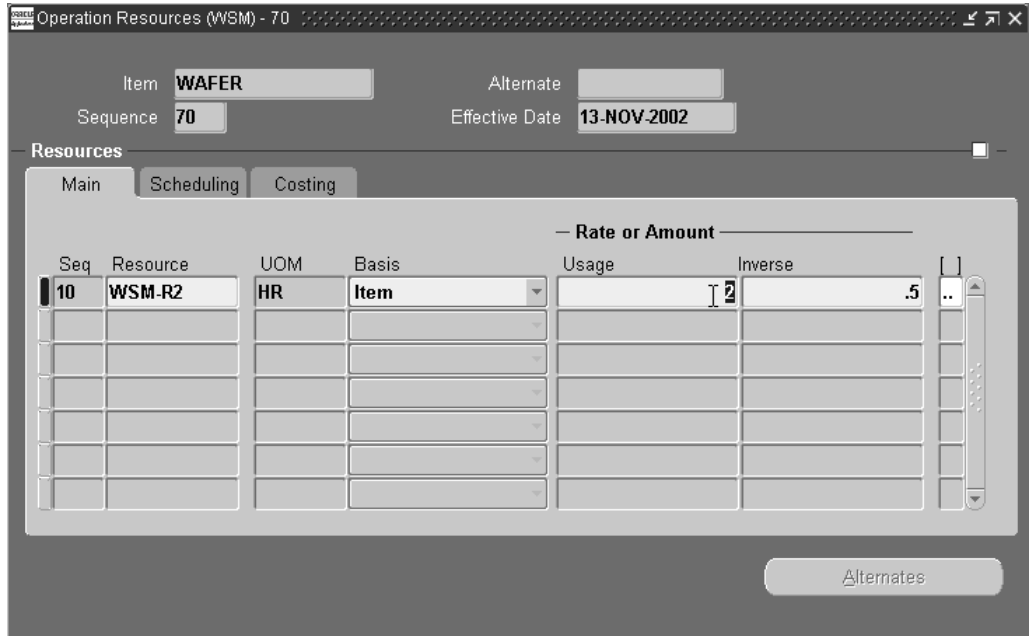 Operation Resources (WSM) - 70
Item WAFER Alternate
Sequence 70 Effective Date 13-NOV-2002
Resources
Main Scheduling Costing
Rate or Amount
Seq Resource UOM Basis Usage Inverse [ ]
10 WSM-R2 HR Item 2 .5 ..
Alternates